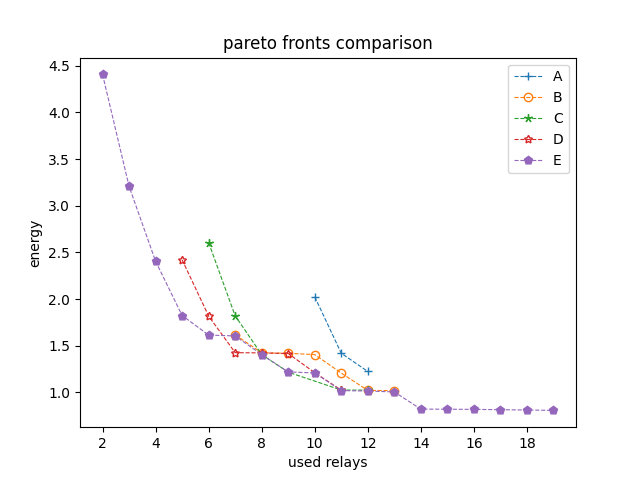 pareto fronts comparison
4.5
4.0
3.5
3.0
2.5
2.0
1.5
1.0
energy
A
B
C
D
E
2 4 6 8 10 12 14 16 18
used relays